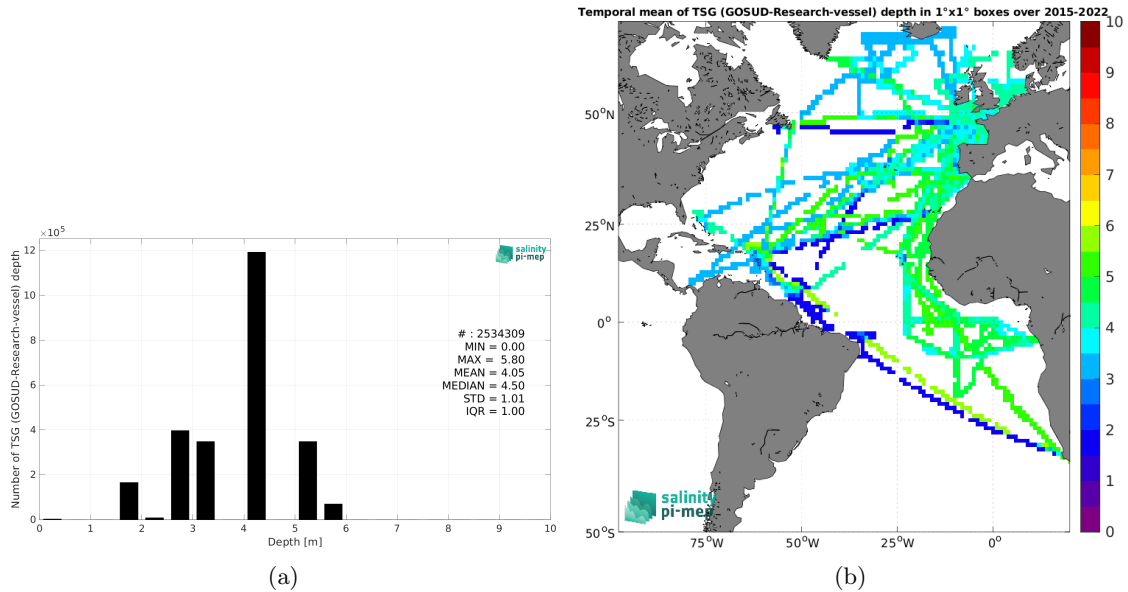 ×10⁵
12
10
8
6
4
2
0
Number of TSG (GOSUD-Research-vessel) depth
salinity
pi-mep
# : 2534309
MIN = 0.00
MAX = 5.80
MEAN = 4.05
MEDIAN = 4.50
STD = 1.01
IQR = 1.00
0 1 2 3 4 5 6 7 8 9 10
Depth [m]
(a)
Temporal mean of TSG (GOSUD-Research-vessel) depth in 1°x1° boxes over 2015-2022
50°N
25°N
0°
25°S
50°S
75°W 50°W 25°W 0°
salinity
pi-mep
10
9
8
7
6
5
4
3
2
1
0
(b)